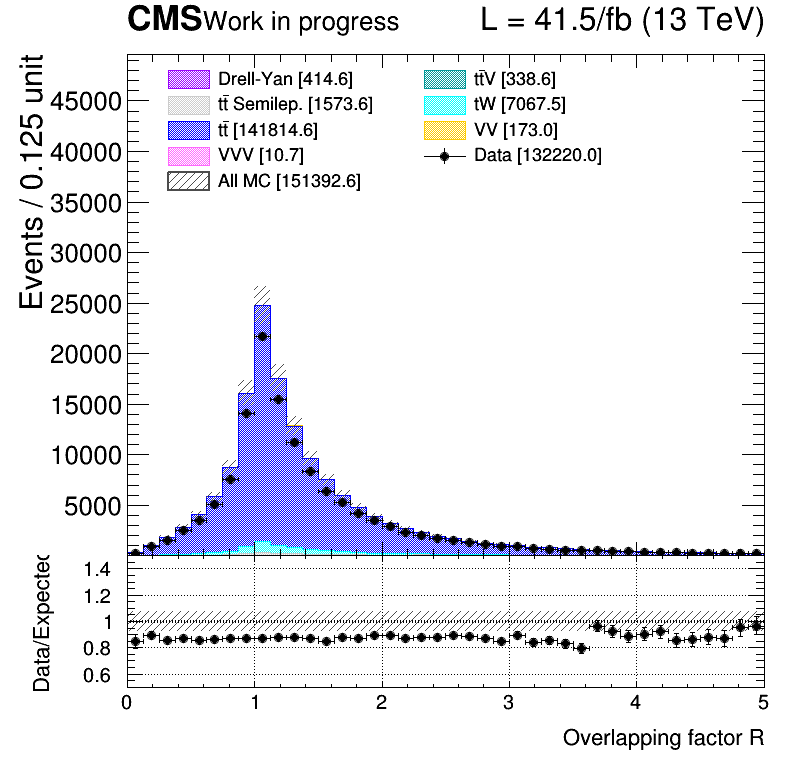 CMS Work in progress L = 41.5/fb (13 TeV)
Events / 0.125 unit
Drell-Yan [414.6]
tt̄ Semilep. [1573.6]
tt̄ [141814.6]
VVV [10.7]
All MC [151392.6]
tt̄V [338.6]
tW [7067.5]
VV [173.0]
Data [132220.0]
45000
40000
35000
30000
25000
20000
15000
10000
5000
Data/Expected
1.4
1.2
1
0.8
0.6
0 1 2 3 4 5
Overlapping factor R